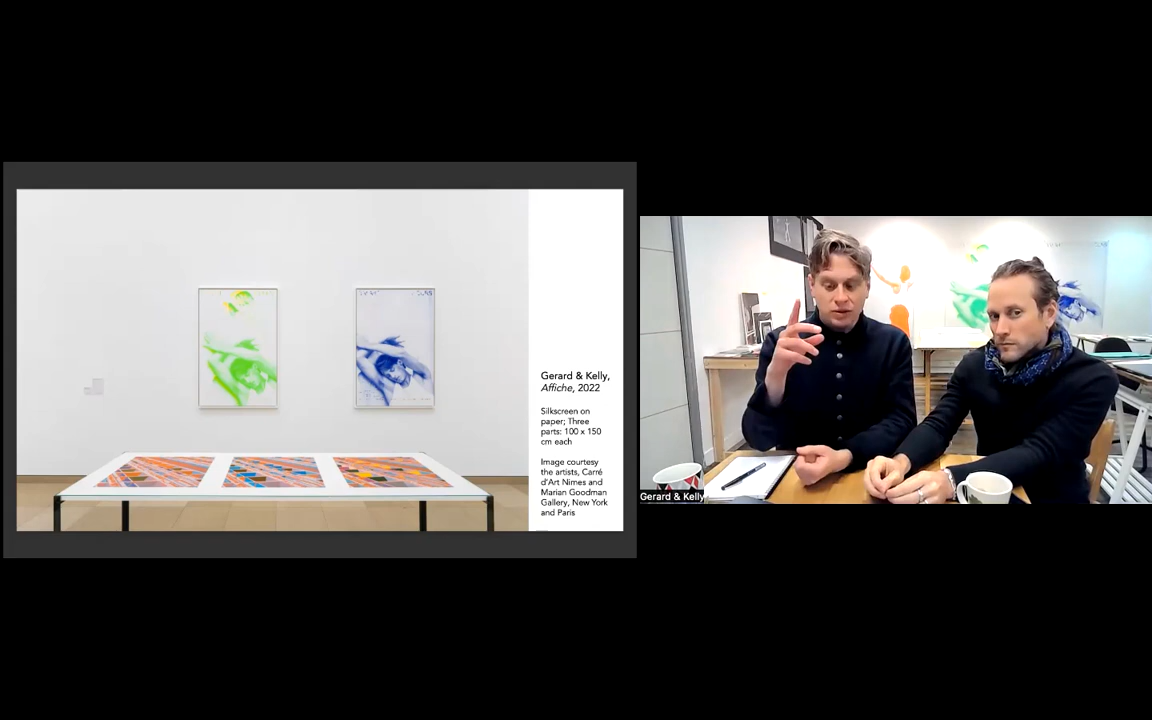 Gerard & Kelly,
Affiche, 2022
Silkscreen on
paper; Three
parts: 100 x 150
cm each
Image courtesy
the artists, Carré
d'Art Nimes and
Marian Goodman
Gallery, New York
and Paris
Gerard & Kelly